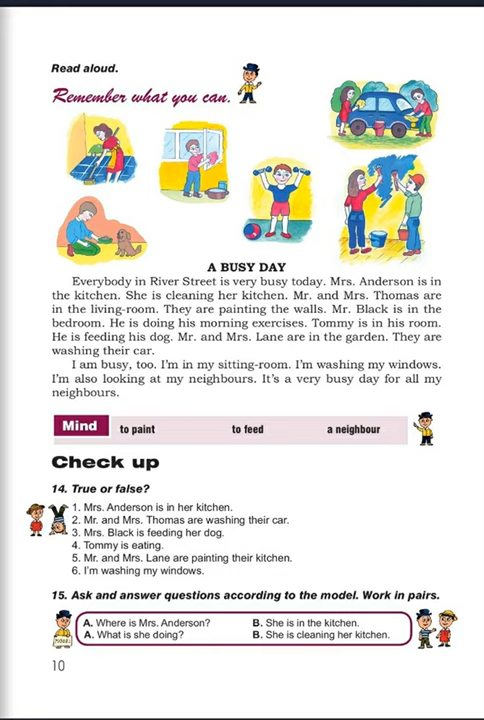 Read aloud.
Remember what you can.
A BUSY DAY
Everybody in River Street is very busy today. Mrs. Anderson is in
the kitchen. She is cleaning her kitchen. Mr. and Mrs. Thomas are
in the living-room. They are painting the walls. Mr. Black is in the
bedroom. He is doing his morning exercises. Tommy is in his room.
He is feeding his dog. Mr. and Mrs. Lane are in the garden. They are
washing their car.
I am busy, too. I'm in my sitting-room. I'm washing my windows.
I'm also looking at my neighbours. It's a very busy day for all my
neighbours.
Mind to paint to feed a neighbour
Check up
14. True or false?
1. Mrs. Anderson is in her kitchen.
2. Mr. and Mrs. Thomas are washing their car.
3. Mrs. Black is feeding her dog.
4. Tommy is eating.
5. Mr. and Mrs. Lane are painting their kitchen.
6. I'm washing my windows.
15. Ask and answer questions according to the model. Work in pairs.
A. Where is Mrs. Anderson? B. She is in the kitchen.
A. What is she doing? B. She is cleaning her kitchen.
10